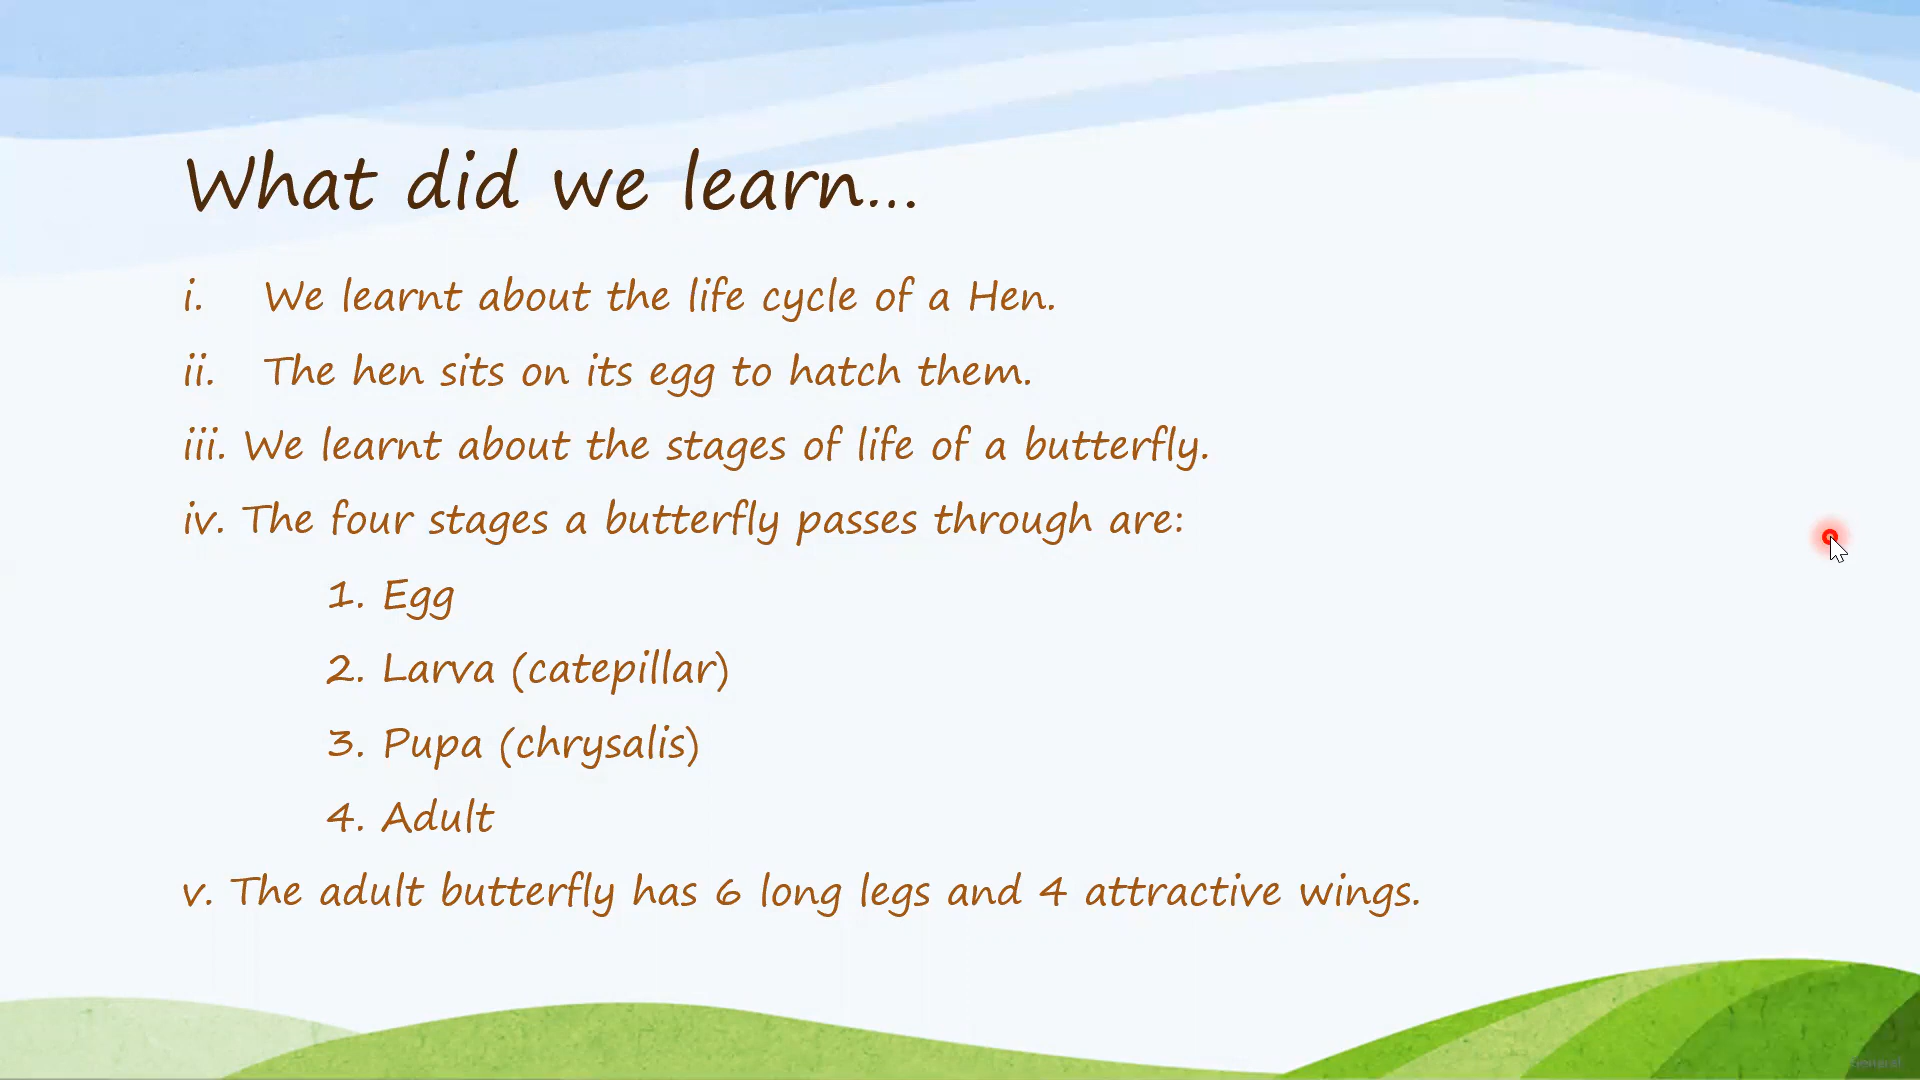 What did we learn...
i. We learnt about the life cycle of a Hen.
ii. The hen sits on its egg to hatch them.
iii. We learnt about the stages of life of a butterfly.
iv. The four stages a butterfly passes through are:
1. Egg
2. Larva (catepillar)
3. Pupa (chrysalis)
4. Adult
v. The adult butterfly has 6 long legs and 4 attractive wings.
General